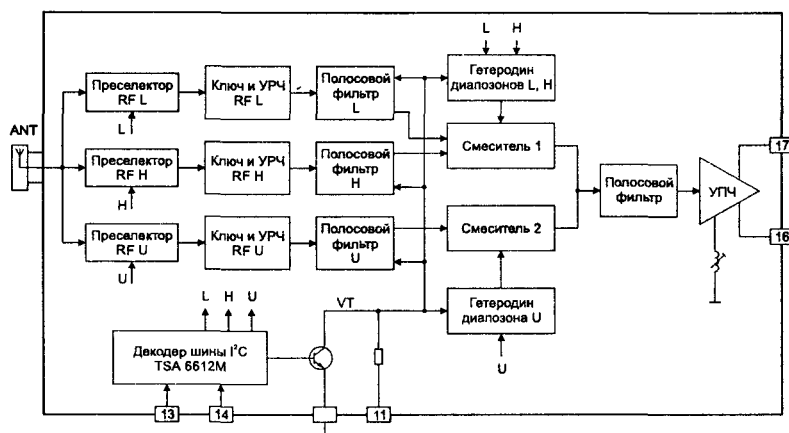 L H
Преселектор
RF L
Ключ и УРЧ
RF L
Полосовой
фильтр
L
Гетеродин
диапозонов L, H
L
ANT
Преселектор
RF H
Ключ и УРЧ
RF H
Полосовой
фильтр
H
Смеситель 1
17
H
Полосовой
фильтр
УПЧ
Преселектор
RF U
Ключ и УРЧ
RF U
Полосовой
фильтр
U
Смеситель 2
16
U
L H U
VT
Гетеродин
диапазона U
Декодер шины I²C
TSA 6612M
U
13 14 11